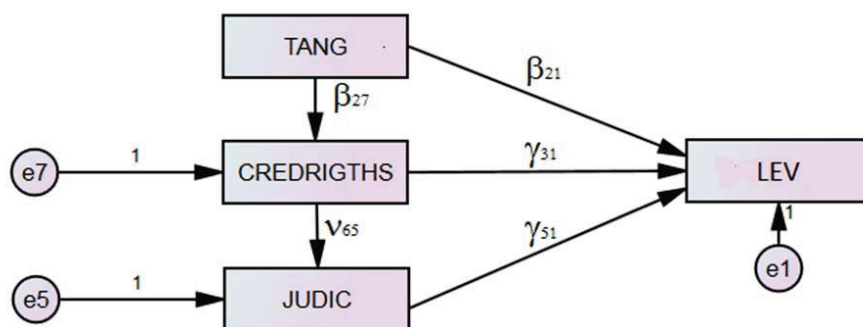 TANG
β21
β27
e7
1
CREDRIGTHS
γ31
LEV
ν65
γ51
1
e5
1
JUDIC
e1